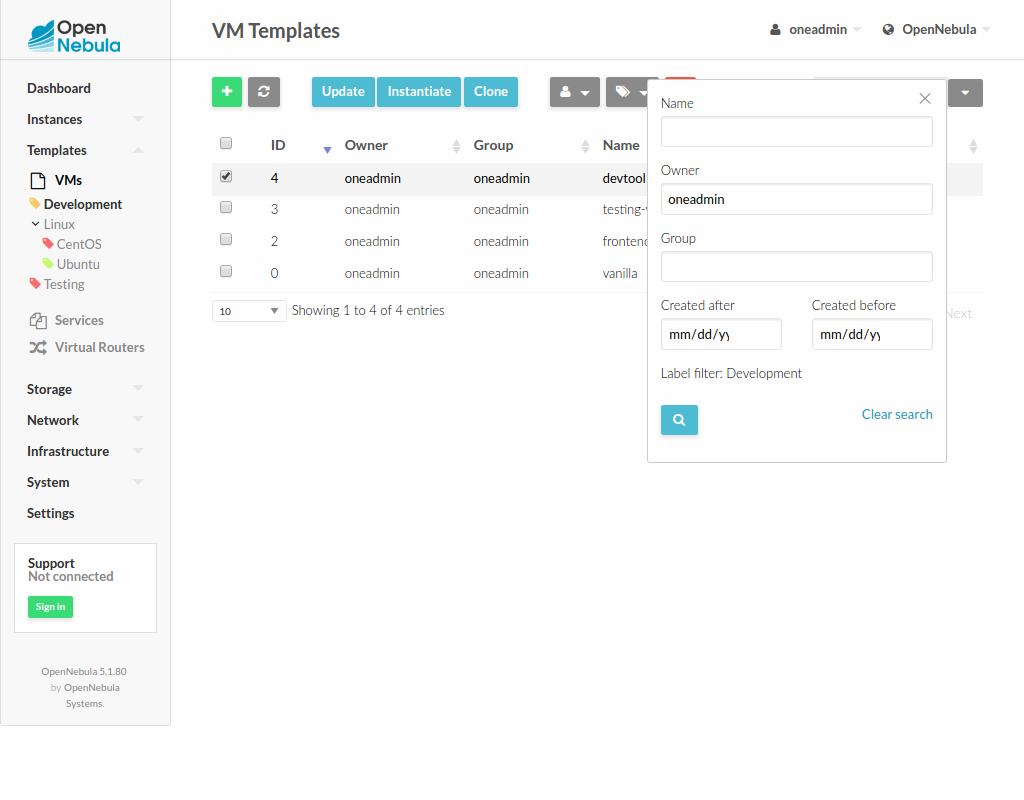 Open
Nebula
VM Templates
oneadmin
OpenNebula
Dashboard
Instances
Templates
VMs
Development
Linux
CentOS
Ubuntu
Testing
Services
Virtual Routers
Storage
Network
Infrastructure
System
Settings
Support
Not connected
Sign in
OpenNebula 5.1.80
by OpenNebula
Systems.
Update Instantiate Clone
ID Owner Group Name
4 oneadmin oneadmin devtool
3 oneadmin oneadmin testing-
2 oneadmin oneadmin frontend
0 oneadmin oneadmin vanilla
10 Showing 1 to 4 of 4 entries
Next
Name
Owner
oneadmin
Group
Created after Created before
mm/dd/yy mm/dd/yy
Label filter: Development
Clear search